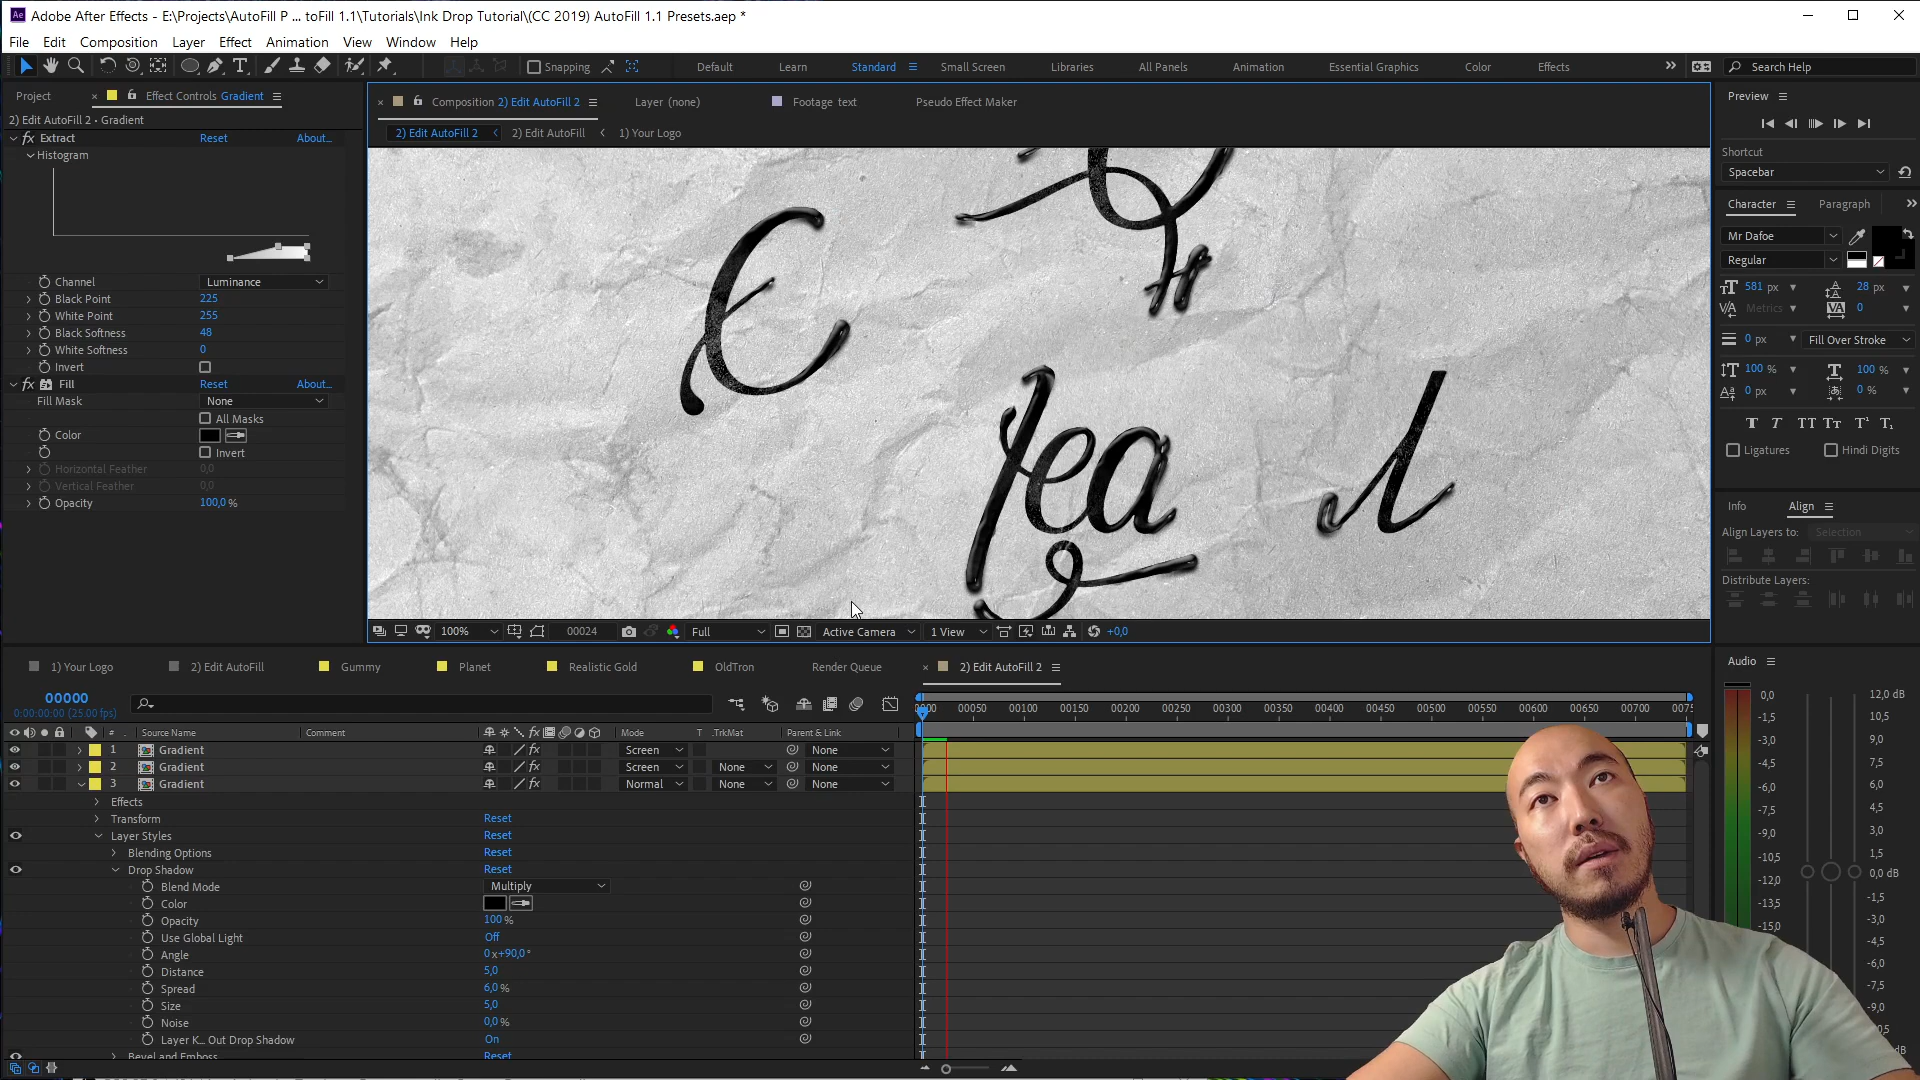 Adobe After Effects - E:\Projects\AutoFill P ... toFill 1.1\Tutorials\Ink Drop Tutorial\(CC 2019) AutoFill 1.1 Presets.aep *
File Edit Composition Layer Effect Animation View Window Help
Snapping Default Learn Standard Small Screen Libraries All Panels Animation Essential Graphics Color Effects Search Help
Project Effect Controls Gradient
2) Edit AutoFill 2 • Gradient
Extract Reset About...
Histogram
Channel Luminance
Black Point 225
White Point 255
Black Softness 48
White Softness 0
Invert
Fill Reset About...
Fill Mask None
All Masks
Color
Invert
Horizontal Feather 0,0
Vertical Feather 0,0
Opacity 100,0 %
Composition 2) Edit AutoFill 2 Layer (none) Footage text Pseudo Effect Maker
2) Edit AutoFill 2 2) Edit AutoFill 1) Your Logo
100% 00024 Full Active Camera 1 View +0,0
Preview
Shortcut
Spacebar
Character Paragraph
Mr Dafoe
Regular
581 px 28 px
Metrics 0
0 px Fill Over Stroke
100 % 100 %
0 px 0 %
Ligatures Hindi Digits
Info Align
Align Layers to: Selection
Distribute Layers:
1) Your Logo 2) Edit AutoFill Gummy Planet Realistic Gold OldTron Render Queue 2) Edit AutoFill 2
00000
0:00:00:00 (25.00 fps)
00050 00100 00150 00200 00250 00300 00350 00400 00450 00500 00550 00600 00650 00700
# Source Name Comment Mode T .TrkMat Parent & Link
1 Gradient Screen None
2 Gradient Screen None None
3 Gradient Normal None None
Effects
Transform Reset
Layer Styles Reset
Blending Options Reset
Drop Shadow Reset
Blend Mode Multiply
Color
Opacity 100 %
Use Global Light Off
Angle 0x+90,0°
Distance 5,0
Spread 6,0 %
Size 5,0
Noise 0,0 %
Layer K... Out Drop Shadow On
Bevel and Emboss Reset
Audio
0,0 12,0 dB
-1,5 10,5
-3,0 9,0
-4,5 7,5
-6,0 6,0
-7,5 4,5
-9,0 3,0
-10,5 1,5
-12,0 0,0 dB
-13,5 -1,5
-15,0 -3,0
-4,5
-6,0
-7,5
-9,0